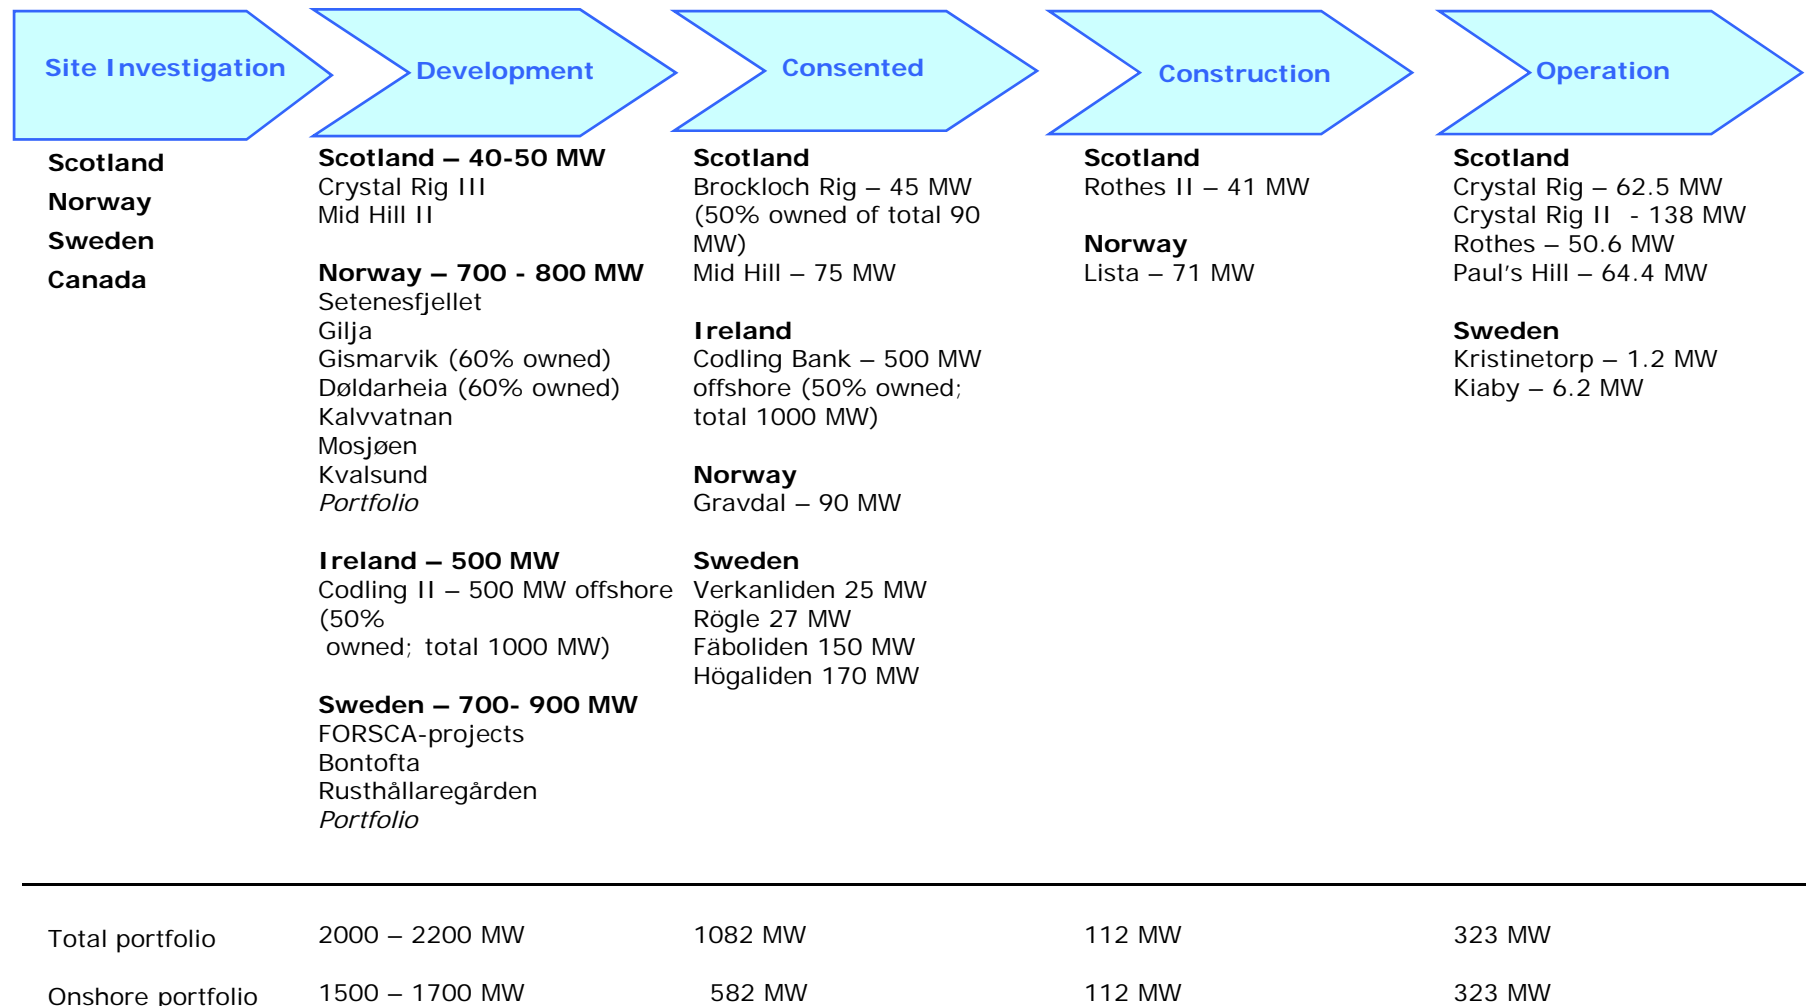 Site Investigation
Development
Consented
Construction
Operation
Scotland
Norway
Sweden
Canada
Scotland – 40-50 MW
Crystal Rig III
Mid Hill II
Norway – 700 - 800 MW
Setenesfjellet
Gilja
Gismarvik (60% owned)
Døldarheia (60% owned)
Kalvvatnan
Mosjøen
Kvalsund
Portfolio
Ireland – 500 MW
Codling II – 500 MW offshore
(50%
owned; total 1000 MW)
Sweden – 700- 900 MW
FORSCA-projects
Bontofta
Rusthållaregården
Portfolio
Scotland
Brockloch Rig – 45 MW
(50% owned of total 90
MW)
Mid Hill – 75 MW
Ireland
Codling Bank – 500 MW
offshore (50% owned;
total 1000 MW)
Norway
Gravdal – 90 MW
Sweden
Verkanliden 25 MW
Rögle 27 MW
Fäboliden 150 MW
Högaliden 170 MW
Scotland
Rothes II – 41 MW
Norway
Lista – 71 MW
Scotland
Crystal Rig – 62.5 MW
Crystal Rig II - 138 MW
Rothes – 50.6 MW
Paul's Hill – 64.4 MW
Sweden
Kristinetorp – 1.2 MW
Kiaby – 6.2 MW
Total portfolio 2000 – 2200 MW 1082 MW 112 MW 323 MW
Onshore portfolio 1500 – 1700 MW 582 MW 112 MW 323 MW